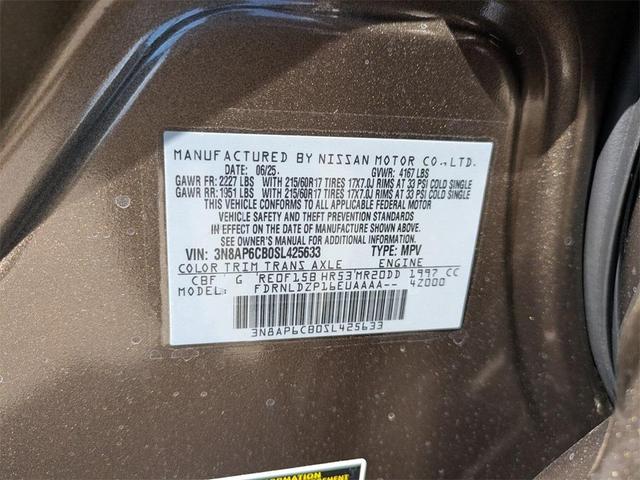 MANUFACTURED BY NISSAN MOTOR CO., LTD.
DATE: 06/25 GVWR: 4167 LBS
GAWR FR: 2227 LBS WITH 215/60R17 TIRES 17X7.0J RIMS AT 33 PSI COLD SINGLE
GAWR RR: 1951 LBS WITH 215/60R17 TIRES 17X7.0J RIMS AT 33 PSI COLD SINGLE
THIS VEHICLE CONFORMS TO ALL APPLICABLE FEDERAL MOTOR
VEHICLE SAFETY AND THEFT PREVENTION STANDARDS
IN EFFECT ON THE DATE OF MANUFACTURE SHOWN ABOVE.
SEE OWNER'S MANUAL FOR ADDITIONAL INFORMATION.
VIN: 3N8AP6CB0SL425633 TYPE: MPV
COLOR TRIM TRANS AXLE ENGINE
CBF G RE0F15B HR53 MR20DD 1997 CC
MODEL: FDRNLDZP16EUAAAA-- 4Z000
3N8AP6CB0SL425633